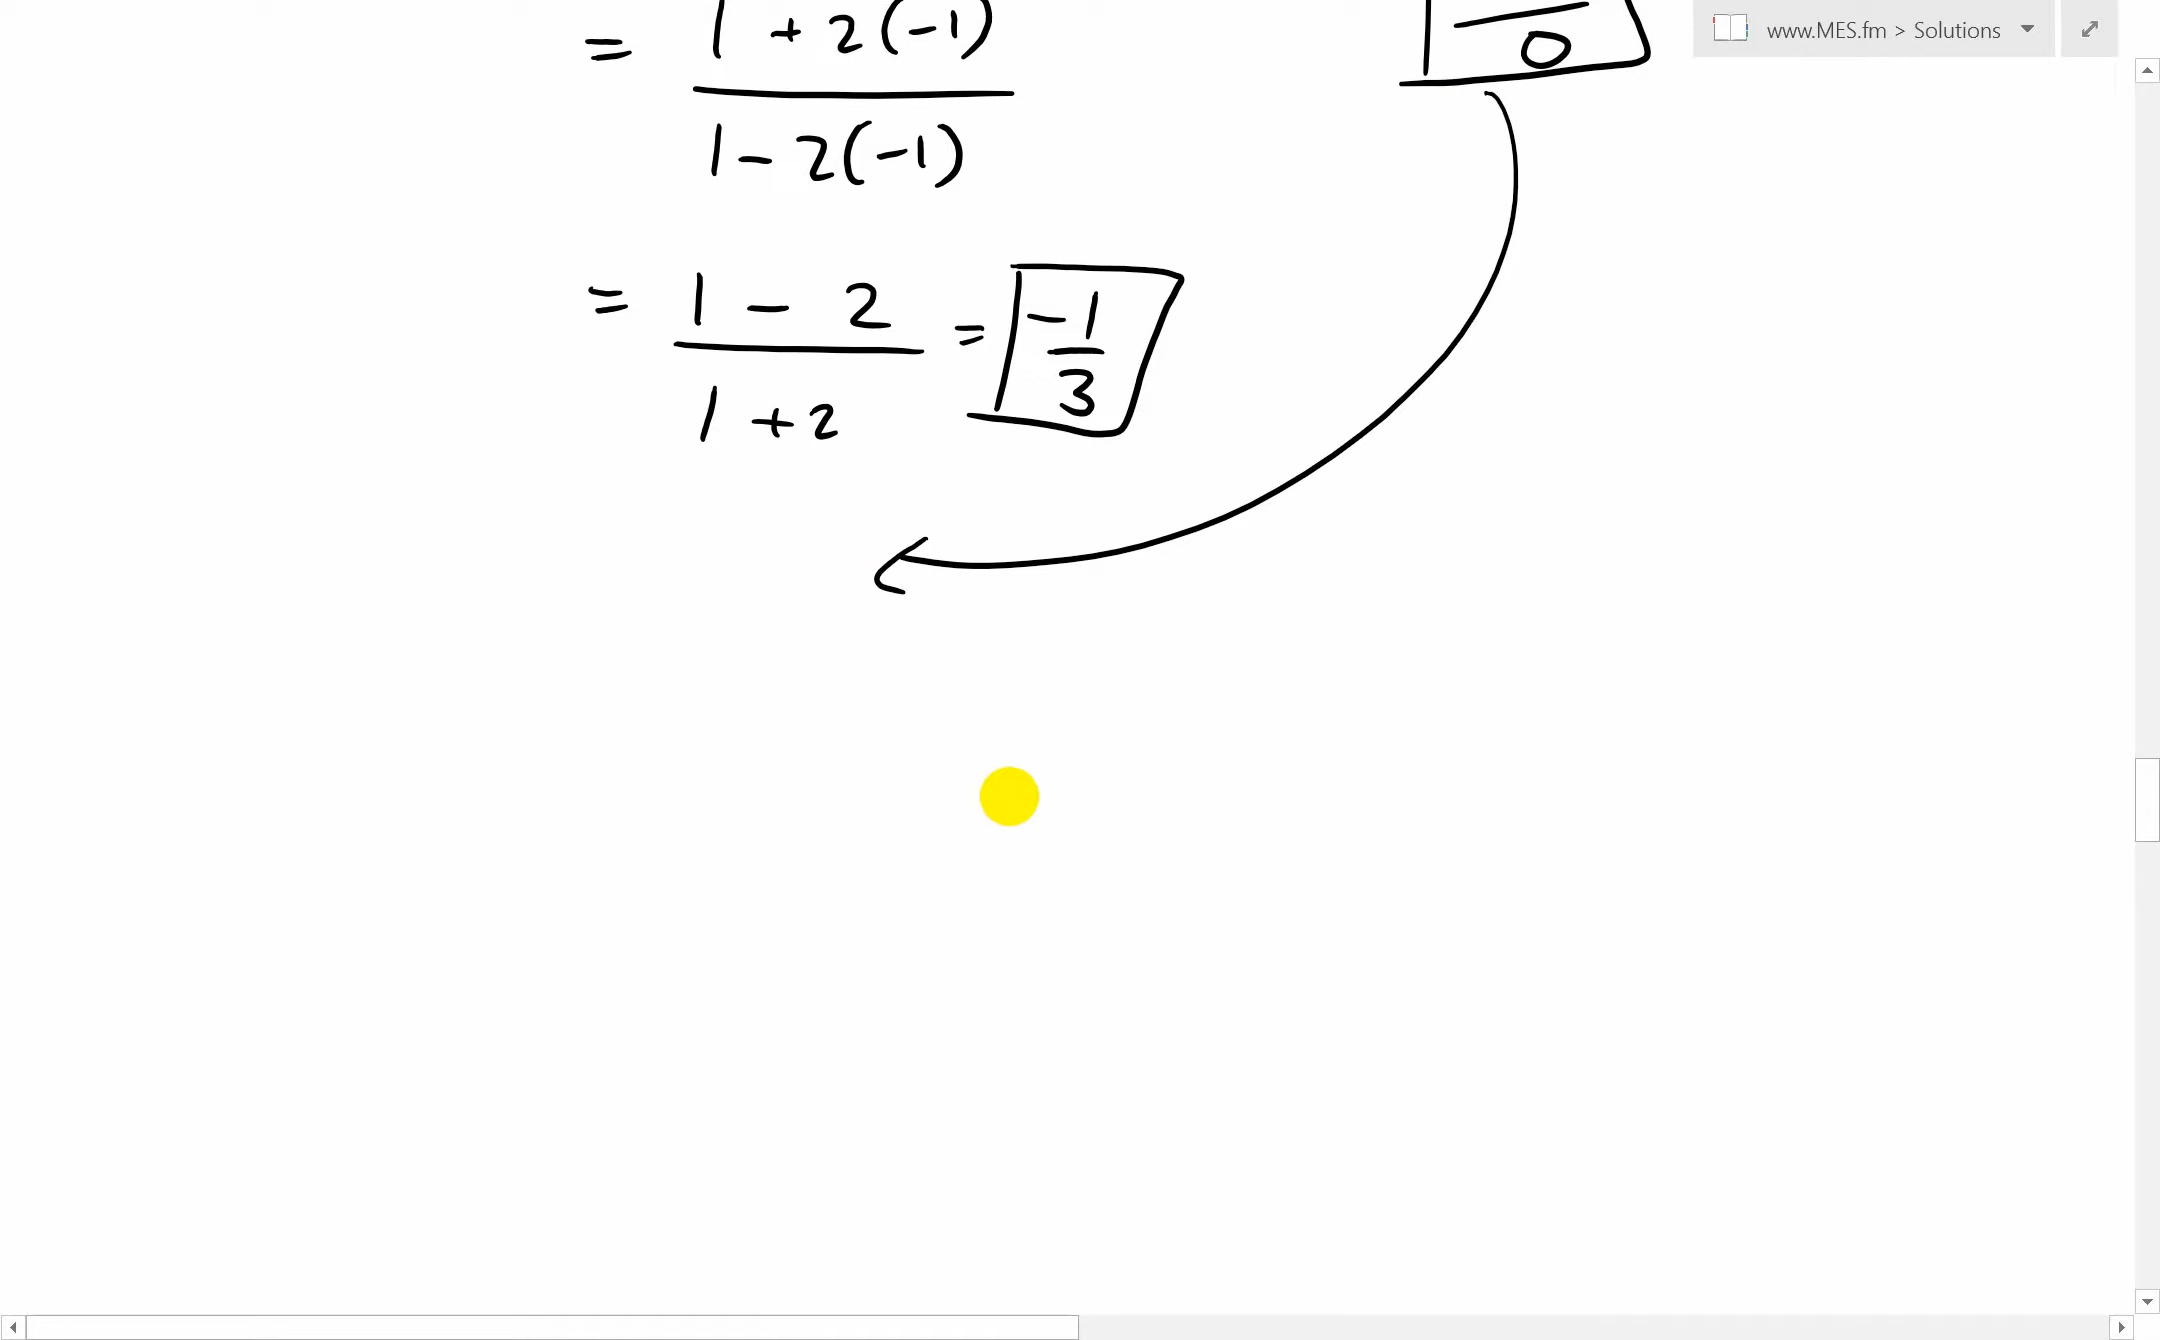 = 1 + 2(-1)
1 - 2(-1)
0
www.MES.fm > Solutions
= 1 - 2
1 + 2
= -1
3